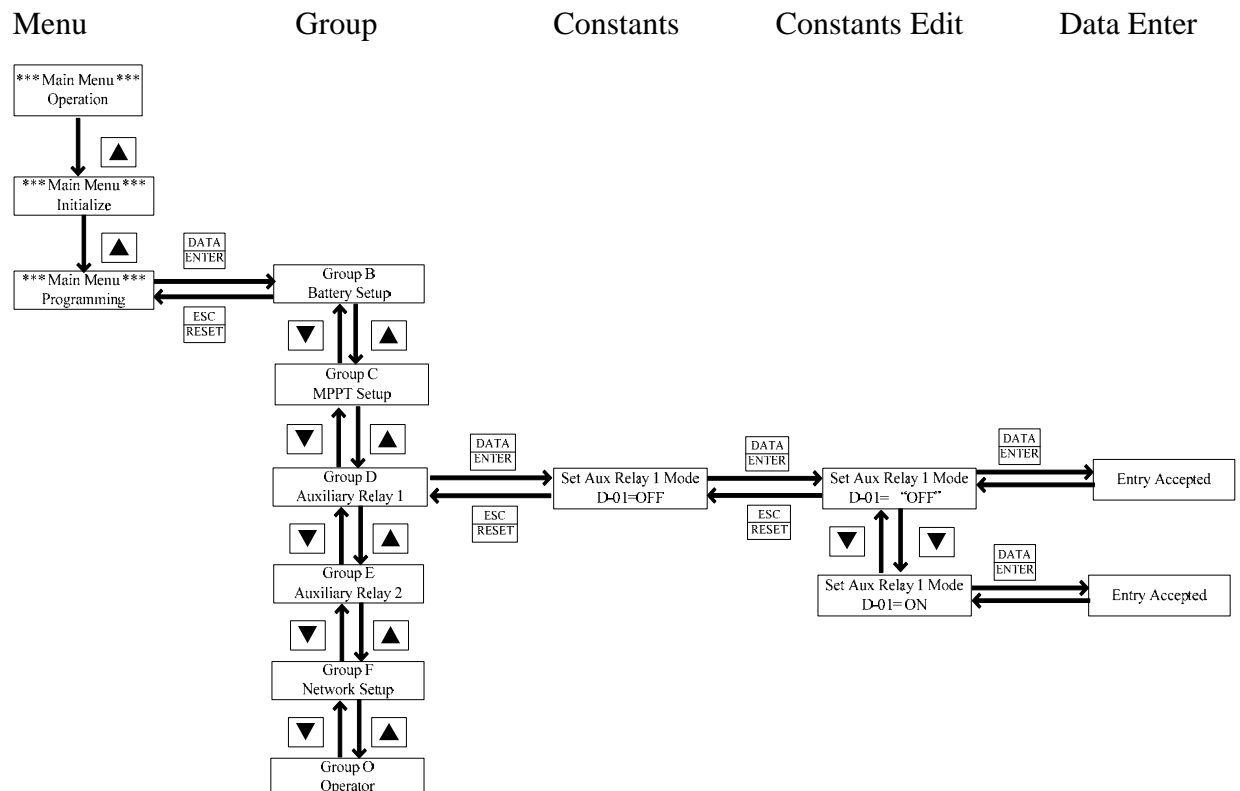 Menu Group Constants Constants Edit Data Enter
***Main Menu***
Operation
▲
***Main Menu***
Initialize
▲
***Main Menu***
Programming
DATA
ENTER
ESC
RESET
Group B
Battery Setup
▼ ▲
Group C
MPPT Setup
▼ ▲
Group D
Auxiliary Relay 1
DATA
ENTER
ESC
RESET
Set Aux Relay 1 Mode
D-01=OFF
DATA
ENTER
ESC
RESET
Set Aux Relay 1 Mode
D-01= “OFF”
DATA
ENTER
Entry Accepted
▼ ▼
Set Aux Relay 1 Mode
D-01=ON
DATA
ENTER
Entry Accepted
▼ ▲
Group E
Auxiliary Relay 2
▼ ▲
Group F
Network Setup
▼ ▲
Group O
Operator